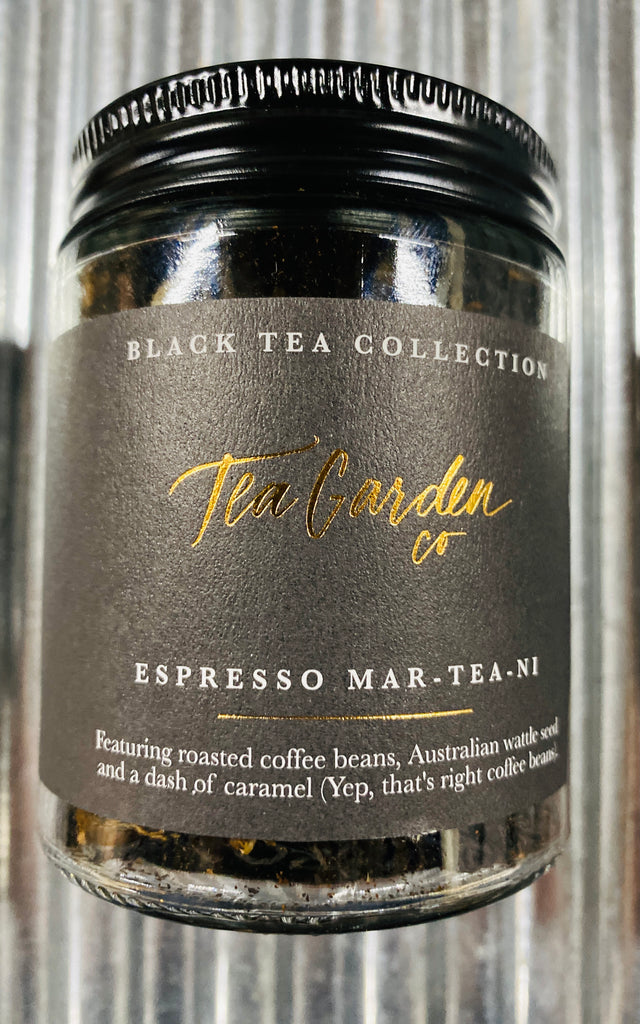 BLACK TEA COLLECTION
Tea Garden
co
ESPRESSO MAR-TEA-NI
Featuring roasted coffee beans, Australian wattle seed
and a dash of caramel (Yep, that's right coffee beans).